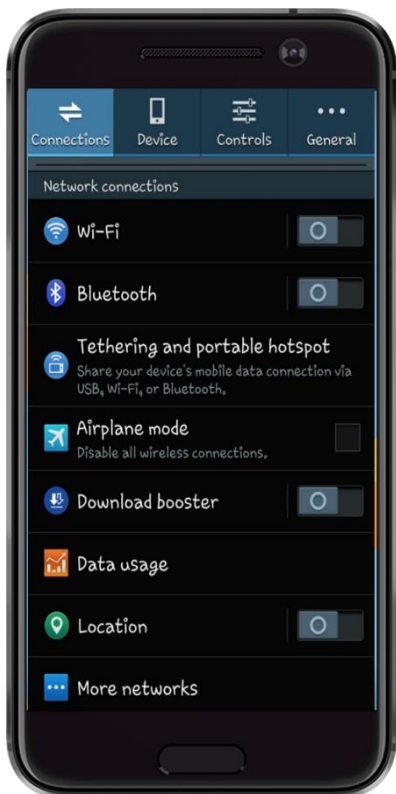 Connections Device Controls General
Network connections
Wi-Fi
Bluetooth
Tethering and portable hotspot
Share your device's mobile data connection via
USB, Wi-Fi, or Bluetooth.
Airplane mode
Disable all wireless connections.
Download booster
Data usage
Location
More networks